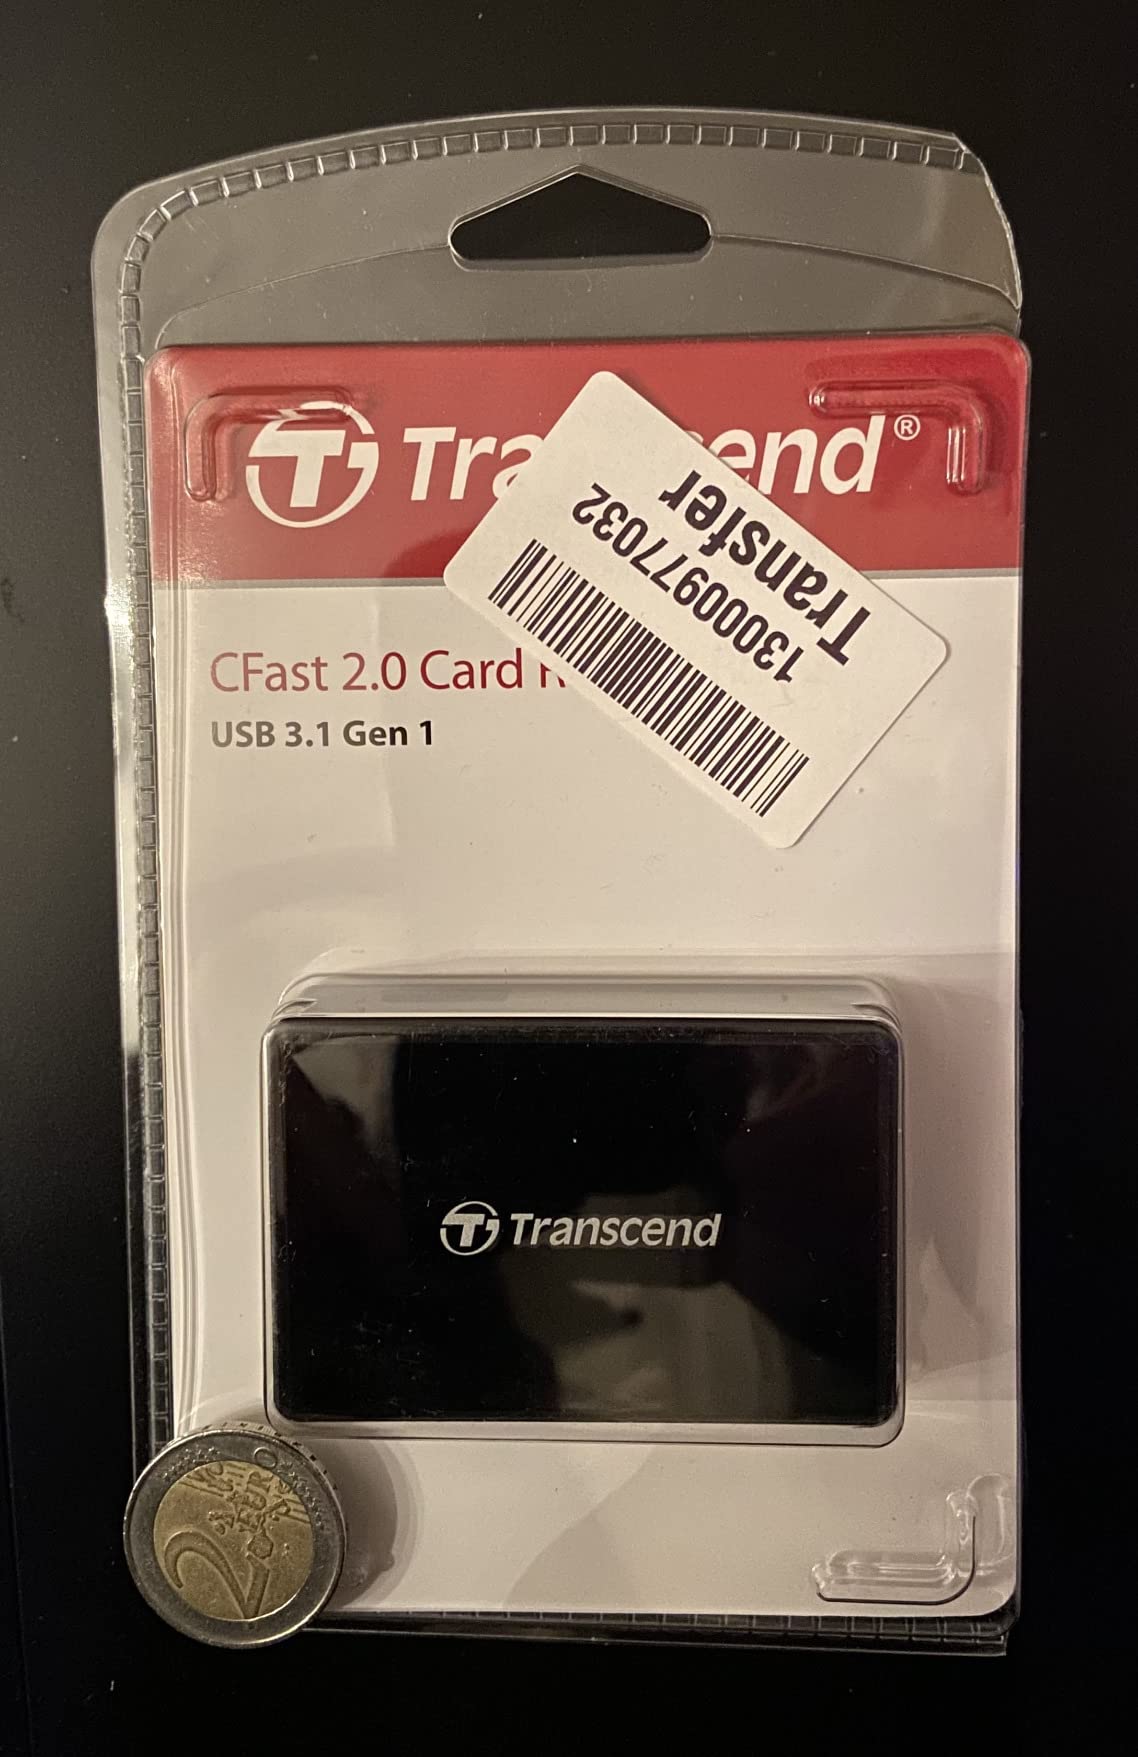 Transcend®
Transfer
13000977032
CFast 2.0 Card
USB 3.1 Gen 1
Transcend
2 EURO